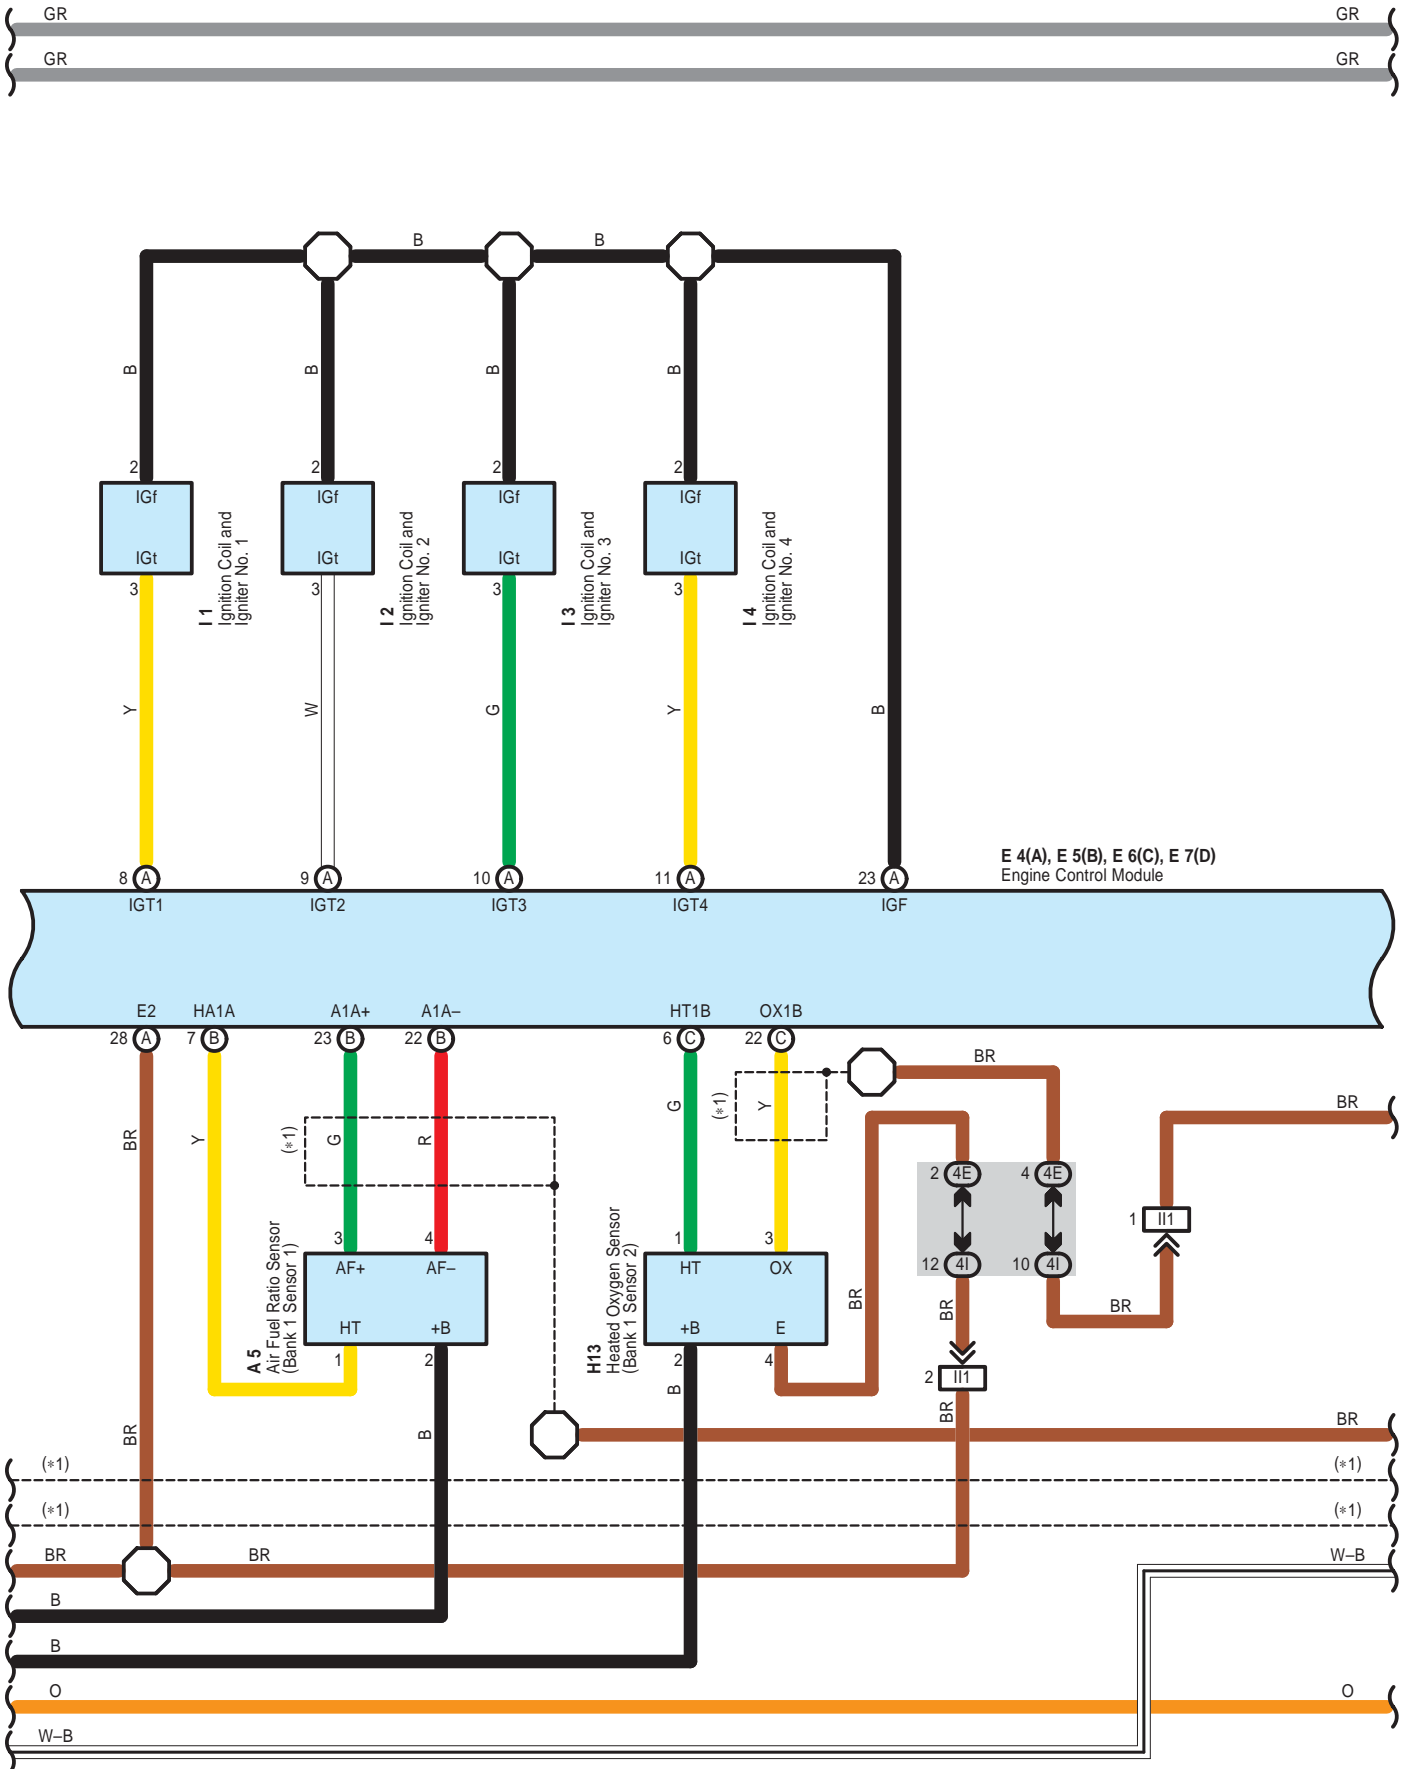 GR GR
GR GR
B B
B B B B
2 2 2 2
IGf IGf IGf IGf
IGt IGt IGt IGt
3 3 3 3
I 1
Ignition Coil and
Igniter No. 1
I 2
Ignition Coil and
Igniter No. 2
I 3
Ignition Coil and
Igniter No. 3
I 4
Ignition Coil and
Igniter No. 4
Y W G Y B
E 4(A), E 5(B), E 6(C), E 7(D)
Engine Control Module
8 A 9 A 10 A 11 A 23 A
IGT1 IGT2 IGT3 IGT4 IGF
E2 HA1A A1A+ A1A– HT1B OX1B
28 A 7 B 23 B 22 B 6 C 22 C
BR
BR Y (*1) G R G (*1) Y BR
2 4E 4 4E
1 II1
12 4I 10 4I
3 4 1 3
AF+ AF– HT OX
HT +B +B E
1 2 2 4
A 5
Air Fuel Ratio Sensor
(Bank 1 Sensor 1)
H13
Heated Oxygen Sensor
(Bank 1 Sensor 2)
BR BR BR
2 II1
BR B B BR BR
(*1) (*1)
(*1) (*1)
BR BR W–B
B
B
O O
W–B